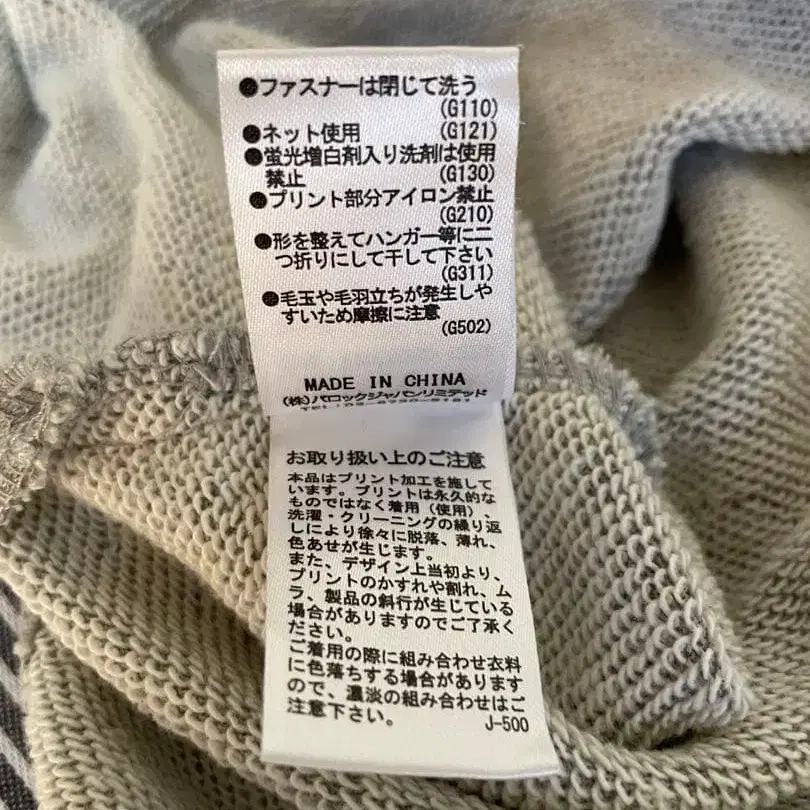 ●ファスナーは閉じて洗う
(G110)
●ネット使用 (G121)
●蛍光増白剤入り洗剤は使用
禁止 (G130)
●プリント部分アイロン禁止
(G210)
●形を整えてハンガー等に二
つ折りにして干して下さい
(G311)
●毛玉や毛羽立ちが発生しや
すいため摩擦に注意
(G502)
MADE IN CHINA
(株)バロックジャパンリミテッド
お取り扱い上のご注意
本品はプリント加工を施して
います。プリントは永久的な
ものではなく着用(使用)、
洗濯・クリーニングの繰り返
しにより徐々に脱落、薄れ、
色あせが生じます。
また、デザイン上当初より、
プリントのかすれや割れ、ム
ラ、製品の斜行が生じている
場合がありますのでご了承く
ださい。
ご着用の際に組み合わせ衣料
に色落ちする場合があります
ので、濃淡の組み合わせはご
注意下さい。 J-500